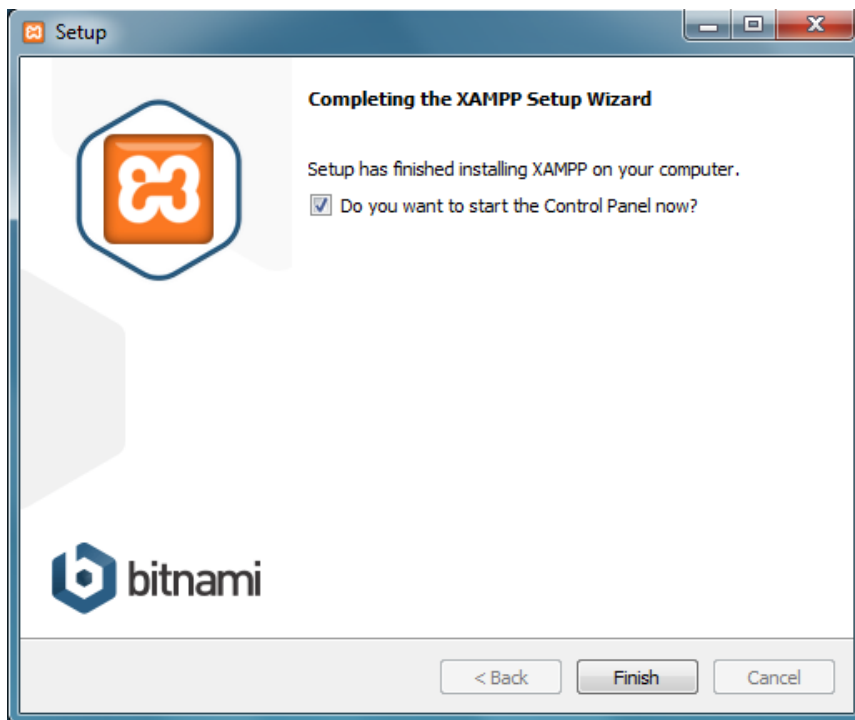 Setup
Completing the XAMPP Setup Wizard
Setup has finished installing XAMPP on your computer.
Do you want to start the Control Panel now?
bitnami
< Back
Finish
Cancel